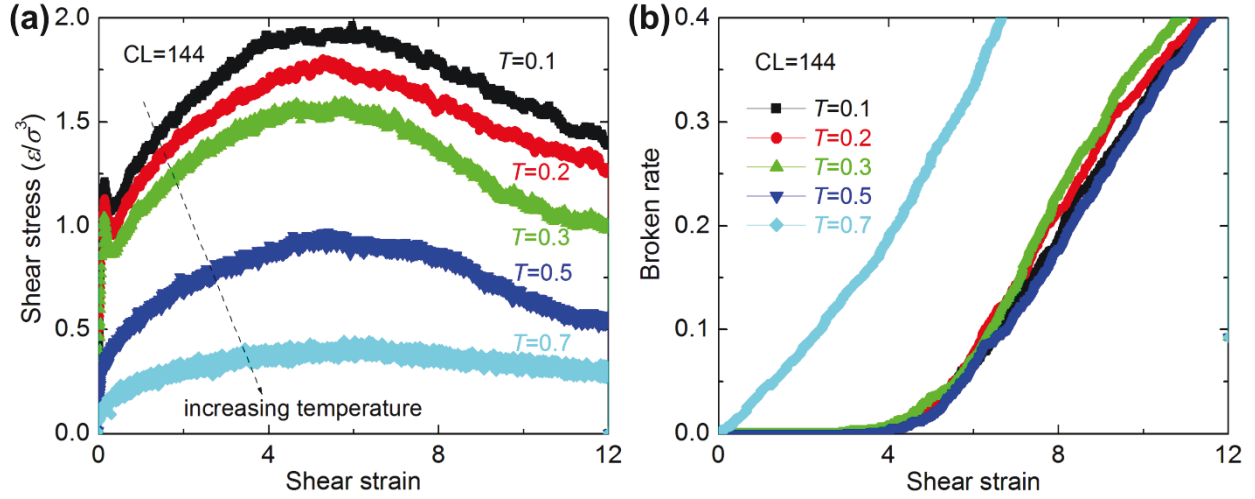 (a)
CL=144
T=0.1
T=0.2
T=0.3
T=0.5
T=0.7
increasing temperature
Shear stress (ε/σ³)
2.0
1.5
1.0
0.5
0.0
0 4 8 12
Shear strain
(b)
CL=144
T=0.1
T=0.2
T=0.3
T=0.5
T=0.7
Broken rate
0.4
0.3
0.2
0.1
0.0
0 4 8 12
Shear strain